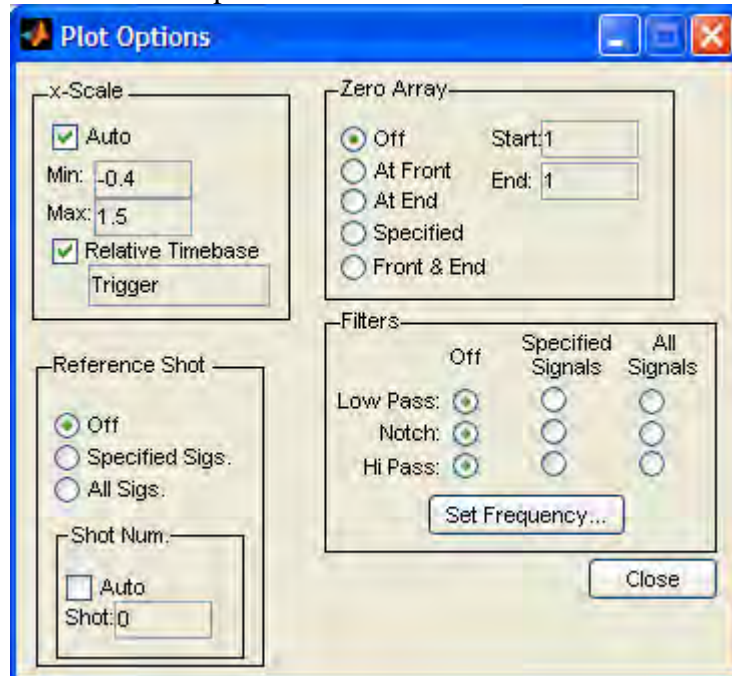 Plot Options
x-Scale
Auto
Min: -0.4
Max: 1.5
Relative Timebase
Trigger
Zero Array
Off
At Front
At End
Specified
Front & End
Start: 1
End: 1
Reference Shot
Off
Specified Sigs.
All Sigs.
Shot Num.
Auto
Shot: 0
Filters
Off Specified Signals All Signals
Low Pass:
Notch:
Hi Pass:
Set Frequency...
Close